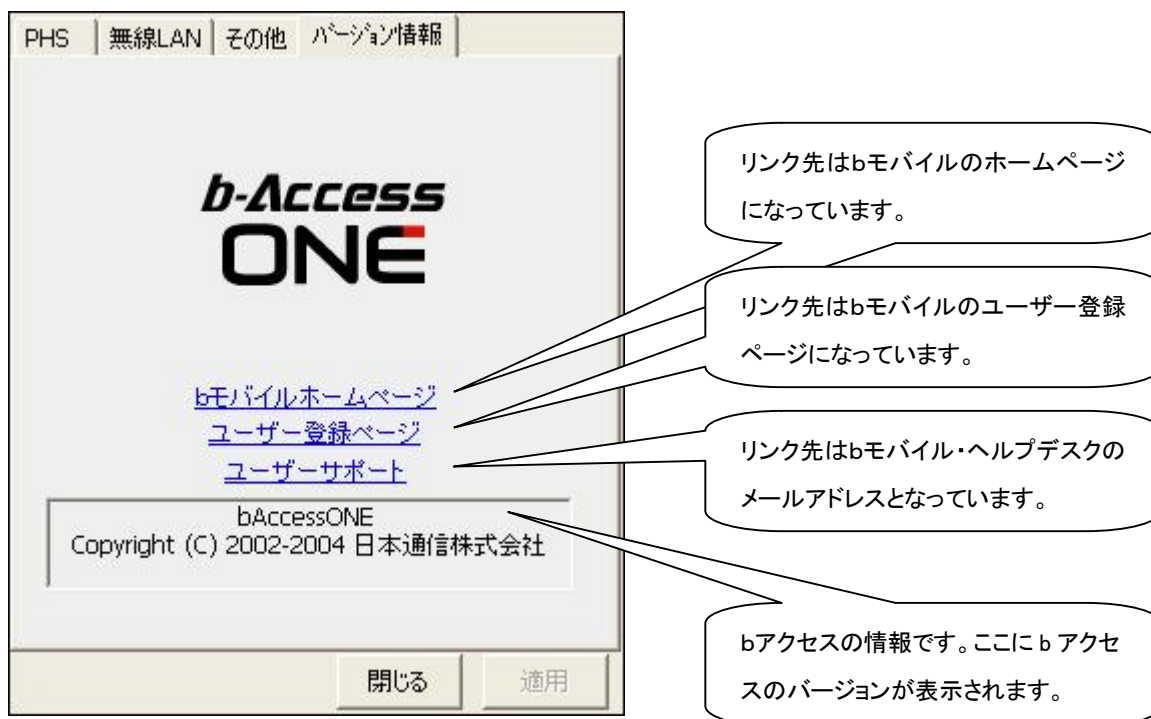 PHS 無線LAN その他 バージョン情報
b-Access
ONE
bモバイルホームページ
ユーザー登録ページ
ユーザーサポート
bAccessONE
Copyright (C) 2002-2004 日本通信株式会社
閉じる 適用
リンク先はbモバイルのホームページ
になっています。
リンク先はbモバイルのユーザー登録
ページになっています。
リンク先はbモバイル・ヘルプデスクの
メールアドレスとなっています。
bアクセスの情報です。ここに b アクセ
スのバージョンが表示されます。